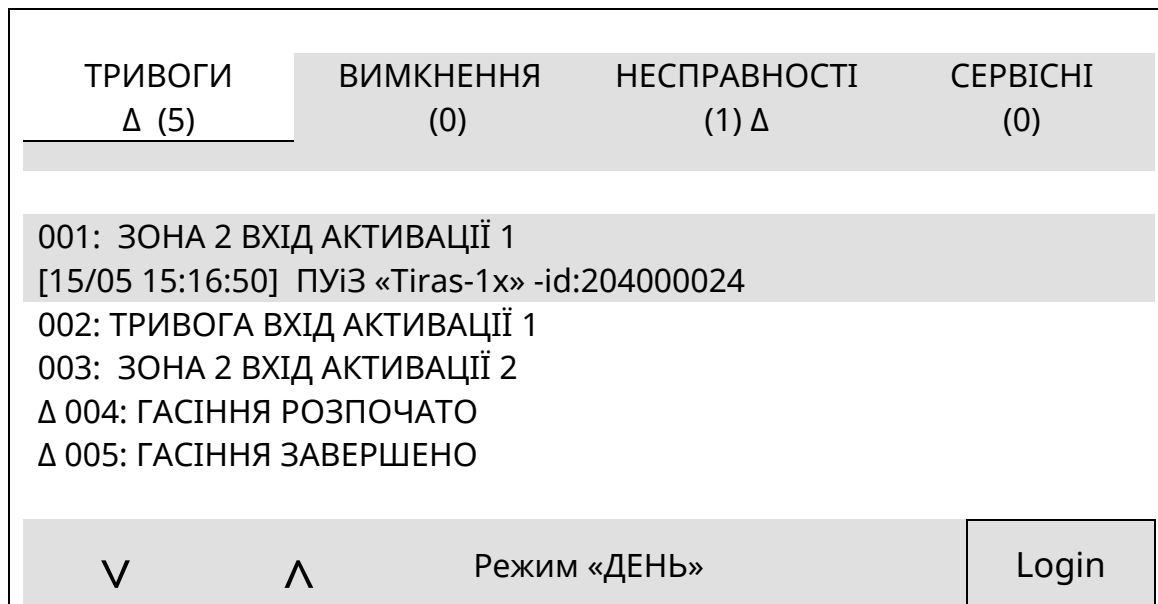 ТРИВОГИ ВИМКНЕННЯ НЕСПРАВНОСТІ СЕРВІСНІ
Δ (5) (0) (1) Δ (0)
001: ЗОНА 2 ВХІД АКТИВАЦІЇ 1
[15/05 15:16:50] ПУіЗ «Tiras-1x» -id:204000024
002: ТРИВОГА ВХІД АКТИВАЦІЇ 1
003: ЗОНА 2 ВХІД АКТИВАЦІЇ 2
Δ 004: ГАСІННЯ РОЗПОЧАТО
Δ 005: ГАСІННЯ ЗАВЕРШЕНО
V Λ Режим «ДЕНЬ» Login